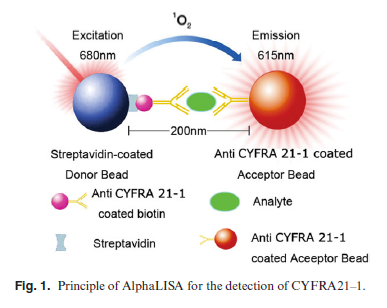 ¹O₂
Excitation
Emission
680nm
615nm
200nm
Streptavidin-coated
Donor Bead
Anti CYFRA 21-1 coated
Acceptor Bead
Anti CYFRA 21-1
coated biotin
Analyte
Streptavidin
Anti CYFRA 21-1
coated Aceeptor Bead
Fig. 1. Principle of AlphaLISA for the detection of CYFRA21–1.